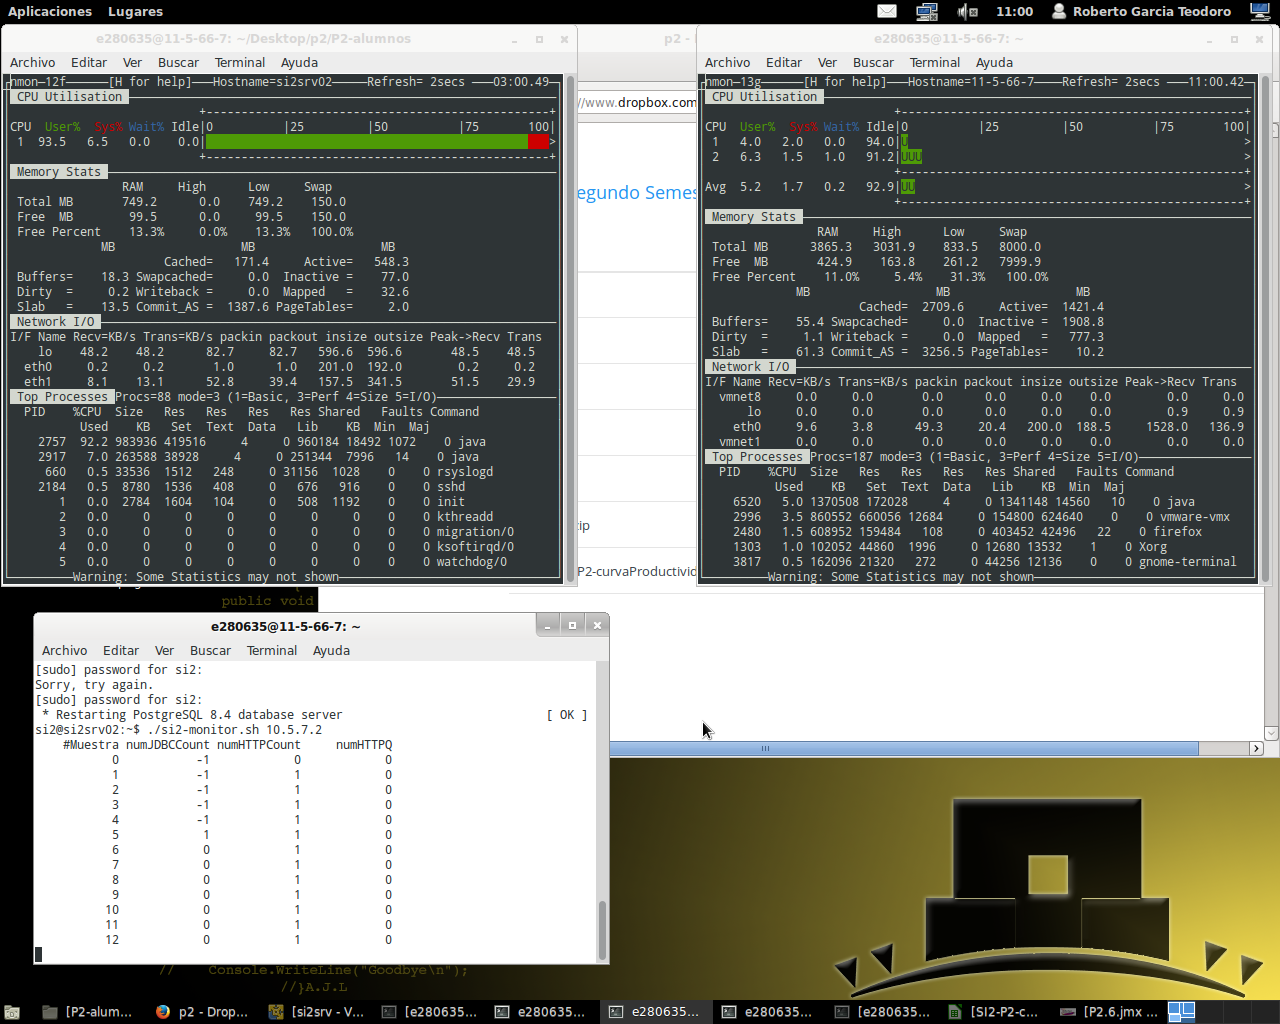 Aplicaciones Lugares 11:00 Roberto Garcia Teodoro
e280635@11-5-66-7: ~/Desktop/p2/P2-alumnos
Archivo Editar Ver Buscar Terminal Ayuda
nmon-12f [H for help] Hostname=si2srv02 Refresh= 2secs 03:00.49
CPU Utilisation
CPU User% Sys% Wait% Idle|0 |25 |50 |75 100|
1 93.5 6.5 0.0 0.0| >
Memory Stats
RAM High Low Swap
Total MB 749.2 0.0 749.2 150.0
Free MB 99.5 0.0 99.5 150.0
Free Percent 13.3% 0.0% 13.3% 100.0%
MB MB MB
Cached= 171.4 Active= 548.3
Buffers= 18.3 Swapcached= 0.0 Inactive = 77.0
Dirty = 0.2 Writeback = 0.0 Mapped = 32.6
Slab = 13.5 Commit_AS = 1387.6 PageTables= 2.0
Network I/O
I/F Name Recv=KB/s Trans=KB/s packin packout insize outsize Peak->Recv Trans
lo 48.2 48.2 82.7 82.7 596.6 596.6 48.5 48.5
eth0 0.2 0.2 1.0 1.0 201.0 192.0 0.2 0.2
eth1 8.1 13.1 52.8 39.4 157.5 341.5 51.5 29.9
Top Processes Procs=88 mode=3 (1=Basic, 3=Perf 4=Size 5=I/O)
PID %CPU Size Res Res Res Res Shared Faults Command
Used KB Set Text Data Lib KB Min Maj
2757 92.2 983936 419516 4 0 960184 18492 1072 0 java
2917 7.0 263588 38928 4 0 251344 7996 14 0 java
660 0.5 33536 1512 248 0 31156 1028 0 0 rsyslogd
2184 0.5 8780 1536 408 0 676 916 0 0 sshd
1 0.0 2784 1604 104 0 508 1192 0 0 init
2 0.0 0 0 0 0 0 0 0 0 kthreadd
3 0.0 0 0 0 0 0 0 0 0 migration/0
4 0.0 0 0 0 0 0 0 0 0 ksoftirqd/0
5 0.0 0 0 0 0 0 0 0 0 watchdog/0
Warning: Some Statistics may not shown
p2 -
//www.dropbox.com
egundo Semes
zip
P2-curvaProductivid
e280635@11-5-66-7: ~
Archivo Editar Ver Buscar Terminal Ayuda
nmon-13g [H for help] Hostname=11-5-66-7 Refresh= 2secs 11:00.42
CPU Utilisation
CPU User% Sys% Wait% Idle|0 |25 |50 |75 100|
1 4.0 2.0 0.0 94.0|U >
2 6.3 1.5 1.0 91.2|UUU >
Avg 5.2 1.7 0.2 92.9|UU >
Memory Stats
RAM High Low Swap
Total MB 3865.3 3031.9 833.5 8000.0
Free MB 424.9 163.8 261.2 7999.9
Free Percent 11.0% 5.4% 31.3% 100.0%
MB MB MB
Cached= 2709.6 Active= 1421.4
Buffers= 55.4 Swapcached= 0.0 Inactive = 1908.8
Dirty = 1.1 Writeback = 0.0 Mapped = 777.3
Slab = 61.3 Commit_AS = 3256.5 PageTables= 10.2
Network I/O
I/F Name Recv=KB/s Trans=KB/s packin packout insize outsize Peak->Recv Trans
vmnet8 0.0 0.0 0.0 0.0 0.0 0.0 0.0 0.0
lo 0.0 0.0 0.0 0.0 0.0 0.0 0.9 0.9
eth0 9.6 3.8 49.3 20.4 200.0 188.5 1528.0 136.9
vmnet1 0.0 0.0 0.0 0.0 0.0 0.0 0.0 0.0
Top Processes Procs=187 mode=3 (1=Basic, 3=Perf 4=Size 5=I/O)
PID %CPU Size Res Res Res Res Shared Faults Command
Used KB Set Text Data Lib KB Min Maj
6520 5.0 1370508 172028 4 0 1341148 14560 10 0 java
2996 3.5 860552 660056 12684 0 154800 624640 0 0 vmware-vmx
2480 1.5 608952 159484 108 0 403452 42496 22 0 firefox
1303 1.0 102052 44860 1996 0 12680 13532 1 0 Xorg
3817 0.5 162096 21320 272 0 44256 12136 0 0 gnome-terminal
Warning: Some Statistics may not shown
public void
e280635@11-5-66-7: ~
Archivo Editar Ver Buscar Terminal Ayuda
[sudo] password for si2:
Sorry, try again.
[sudo] password for si2:
* Restarting PostgreSQL 8.4 database server [ OK ]
si2@si2srv02:~$ ./si2-monitor.sh 10.5.7.2
#Muestra numJDBCCount numHTTPCount numHTTPQ
0 -1 0 0
1 -1 1 0
2 -1 1 0
3 -1 1 0
4 -1 1 0
5 1 1 0
6 0 1 0
7 0 1 0
8 0 1 0
9 0 1 0
10 0 1 0
11 0 1 0
12 0 1 0
// Console.WriteLine("Goodbye\n");
//}A.J.L
[P2-alum... p2 - Drop... [si2srv - V... [e280635... e280635... e280635... e280635... [e280635... [SI2-P2-c... [P2.6.jmx ...